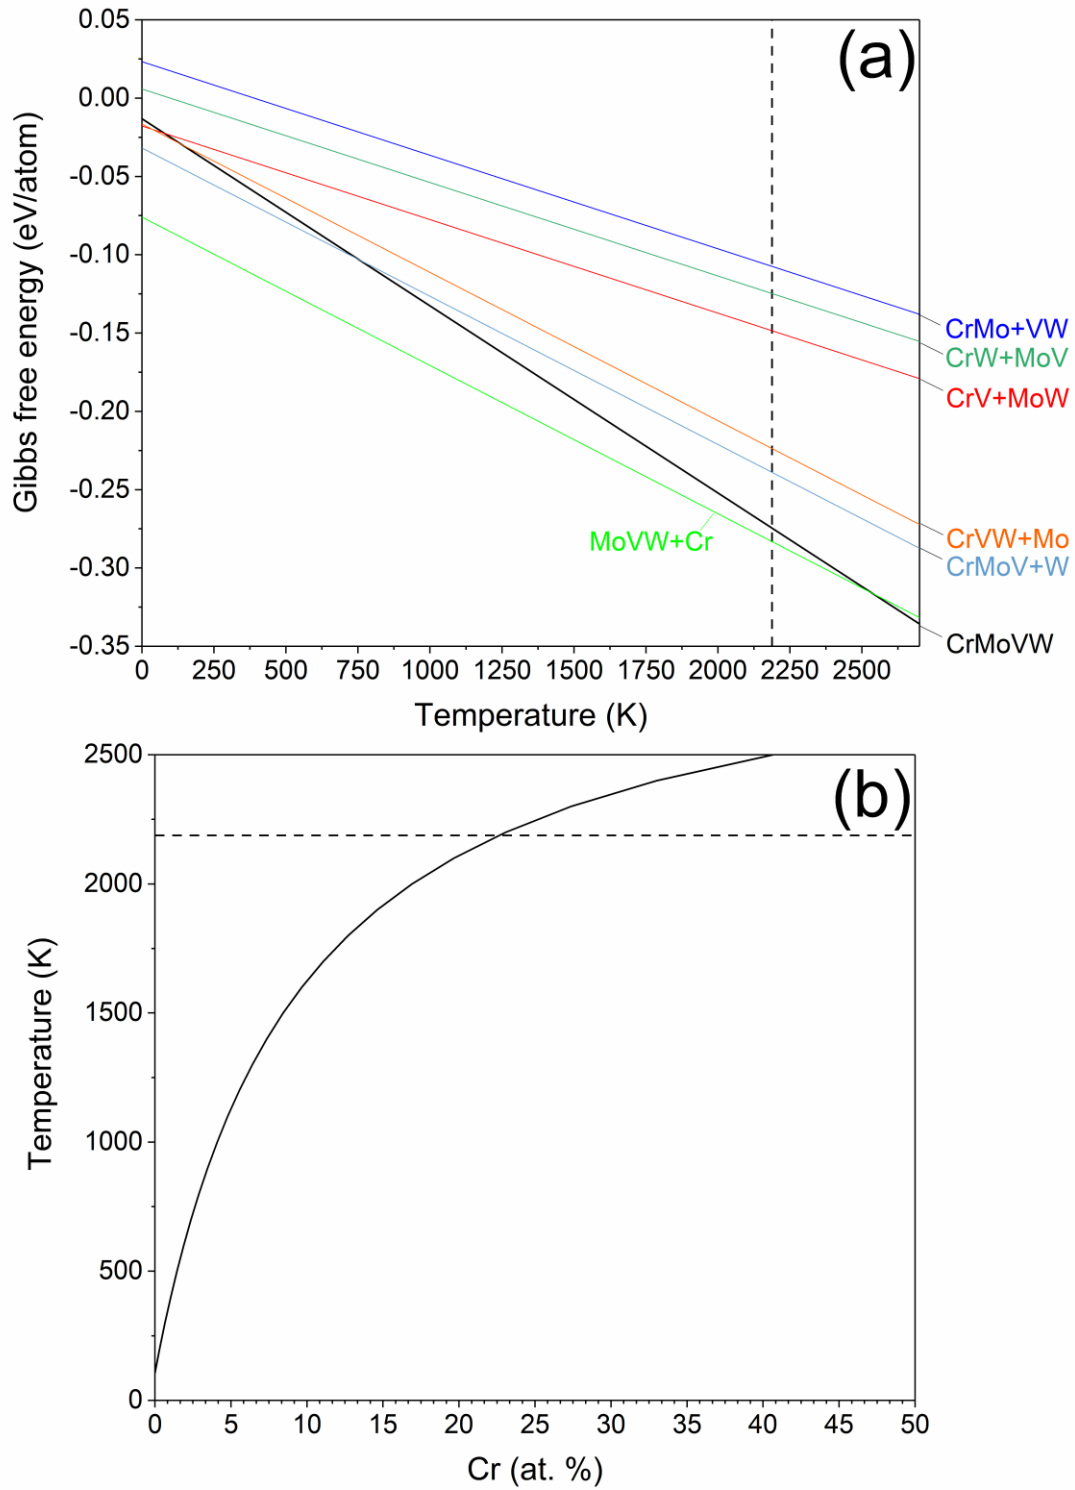 (a)
Gibbs free energy (eV/atom)
0.05
0.00
-0.05
-0.10
-0.15
-0.20
-0.25
-0.30
-0.35
CrMo+VW
CrW+MoV
CrV+MoW
CrVW+Mo
MoVW+Cr
CrMoV+W
CrMoVW
0 250 500 750 1000 1250 1500 1750 2000 2250 2500
Temperature (K)
(b)
Temperature (K)
2500
2000
1500
1000
500
0
0 5 10 15 20 25 30 35 40 45 50
Cr (at. %)